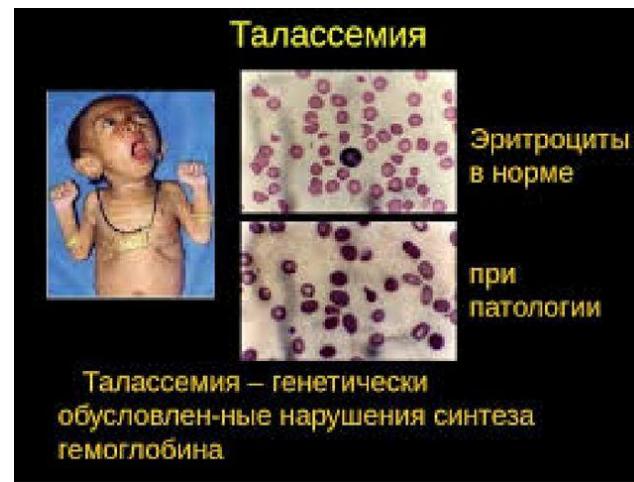 Талассемия
Эритроциты
в норме
при
патологии
Талассемия – генетически
обусловлен-ные нарушения синтеза
гемоглобина